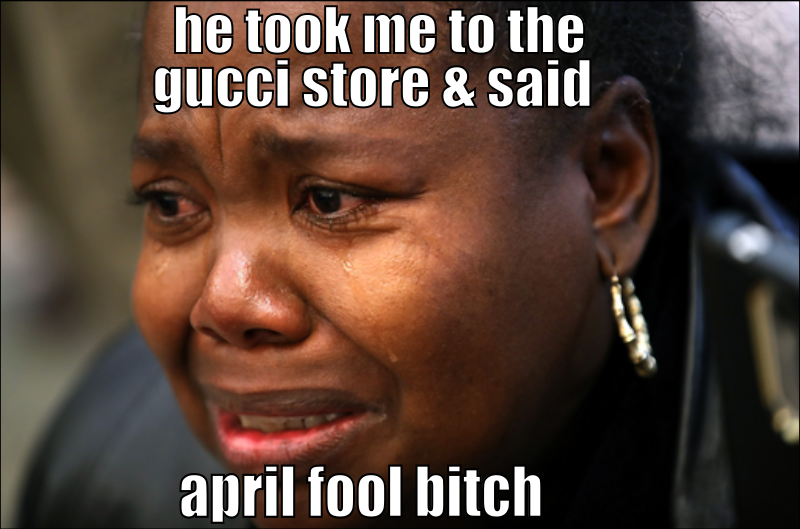 he took me to the
gucci store & said
april fool bitch